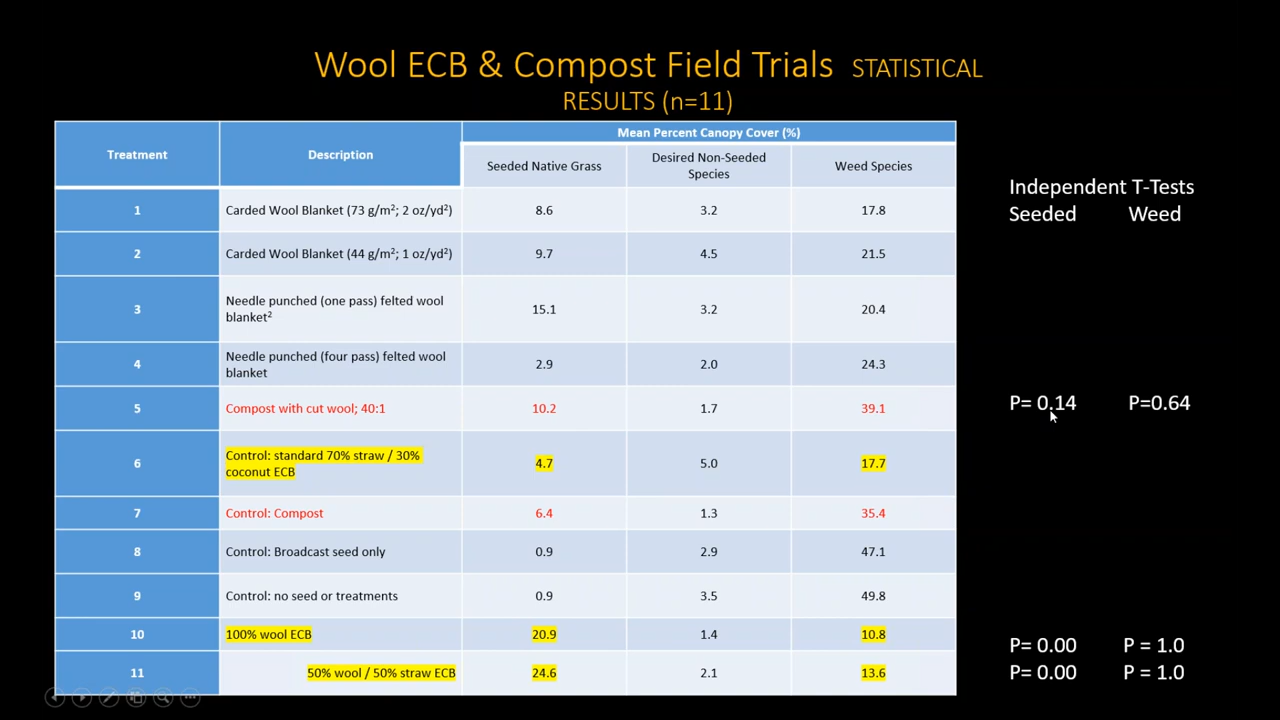 Wool ECB & Compost Field Trials STATISTICAL
RESULTS (n=11)
Treatment
Description
Mean Percent Canopy Cover (%)
Seeded Native Grass
Desired Non-Seeded
Species
Weed Species
1
Carded Wool Blanket (73 g/m²; 2 oz/yd²)
8.6
3.2
17.8
2
Carded Wool Blanket (44 g/m²; 1 oz/yd²)
9.7
4.5
21.5
3
Needle punched (one pass) felted wool
blanket²
15.1
3.2
20.4
4
Needle punched (four pass) felted wool
blanket
2.9
2.0
24.3
5
Compost with cut wool; 40:1
10.2
1.7
39.1
6
Control: standard 70% straw / 30%
coconut ECB
4.7
5.0
17.7
7
Control: Compost
6.4
1.3
35.4
8
Control: Broadcast seed only
0.9
2.9
47.1
9
Control: no seed or treatments
0.9
3.5
49.8
10
100% wool ECB
20.9
1.4
10.8
11
50% wool / 50% straw ECB
24.6
2.1
13.6
Independent T-Tests
Seeded Weed
P= 0.14 P=0.64
P= 0.00 P = 1.0
P= 0.00 P = 1.0